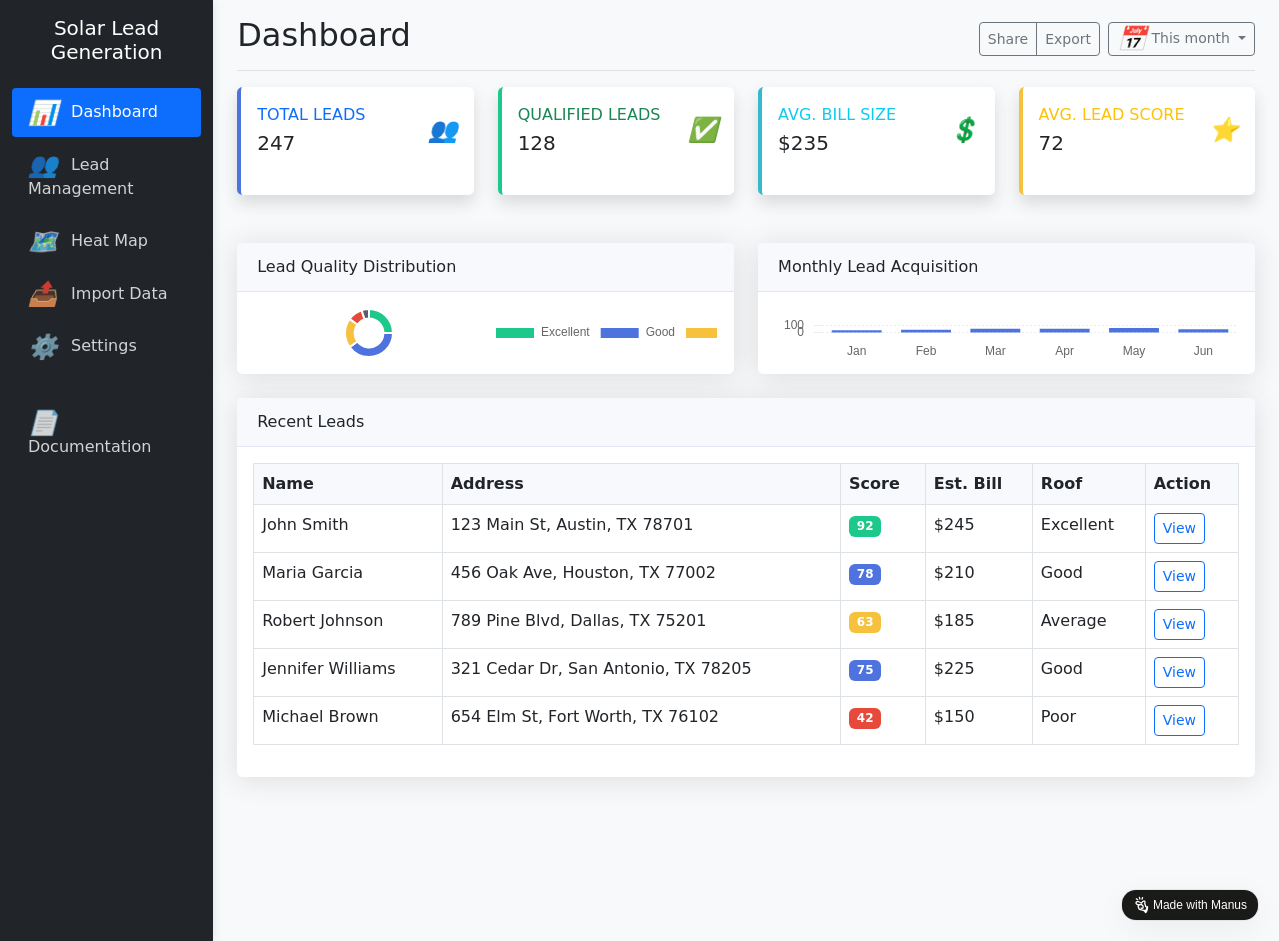 Solar Lead
Generation
Dashboard
Lead
Management
Heat Map
Import Data
Settings
Documentation
Dashboard
Share
Export
This month
TOTAL LEADS
247
QUALIFIED LEADS
128
AVG. BILL SIZE
$235
AVG. LEAD SCORE
72
Lead Quality Distribution
Excellent
Good
Monthly Lead Acquisition
100
0
Jan Feb Mar Apr May Jun
Recent Leads
Name Address Score Est. Bill Roof Action
John Smith 123 Main St, Austin, TX 78701 92 $245 Excellent View
Maria Garcia 456 Oak Ave, Houston, TX 77002 78 $210 Good View
Robert Johnson 789 Pine Blvd, Dallas, TX 75201 63 $185 Average View
Jennifer Williams 321 Cedar Dr, San Antonio, TX 78205 75 $225 Good View
Michael Brown 654 Elm St, Fort Worth, TX 76102 42 $150 Poor View
Made with Manus